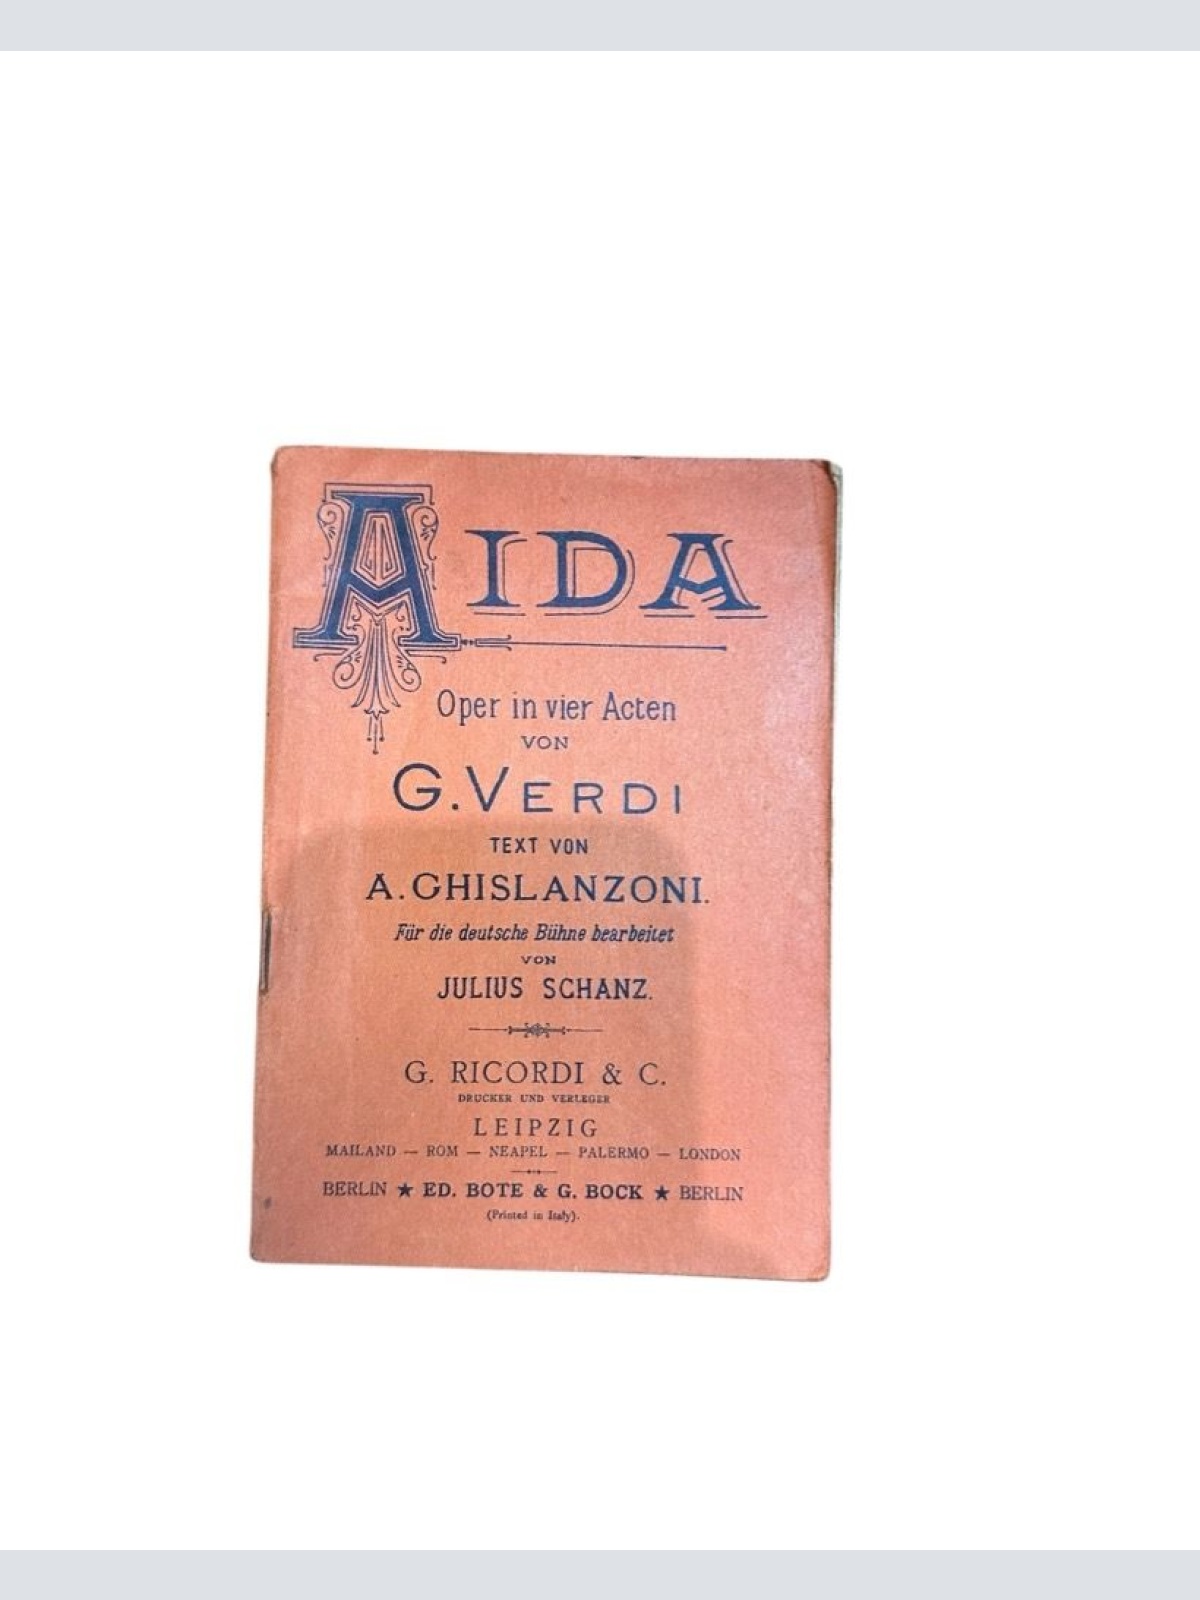 AIDA
Oper in vier Acten
VON
G. VERDI
TEXT VON
A. GHISLANZONI.
Für die deutsche Bühne bearbeitet
VON
JULIUS SCHANZ.
G. RICORDI & C.
DRUCKER UND VERLEGER
LEIPZIG
MAILAND — ROM — NEAPEL — PALERMO — LONDON
BERLIN ★ ED. BOTE & G. BOCK ★ BERLIN
(Printed in Italy).